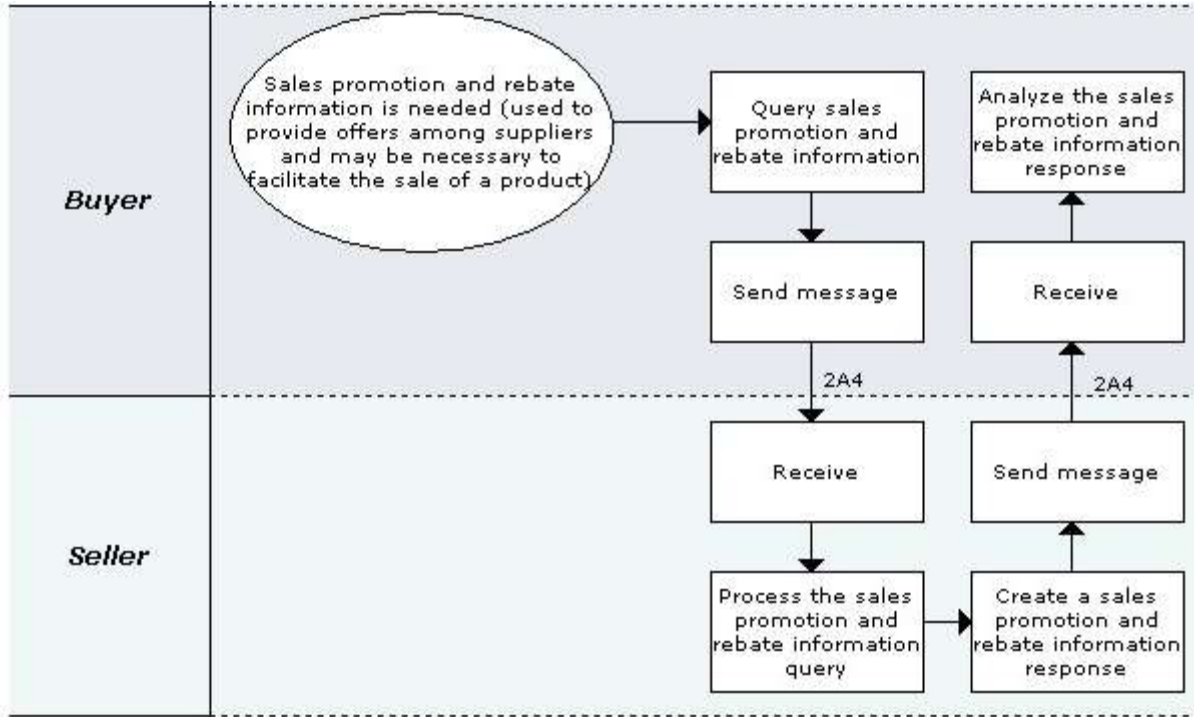 Buyer
Sales promotion and rebate
information is needed (used to
provide offers among suppliers
and may be necessary to
facilitate the sale of a product)
Query sales
promotion and
rebate information
Analyze the sales
promotion and
rebate information
response
Send message
Receive
2A4
2A4
Seller
Receive
Send message
Process the sales
promotion and
rebate information
query
Create a sales
promotion and
rebate information
response